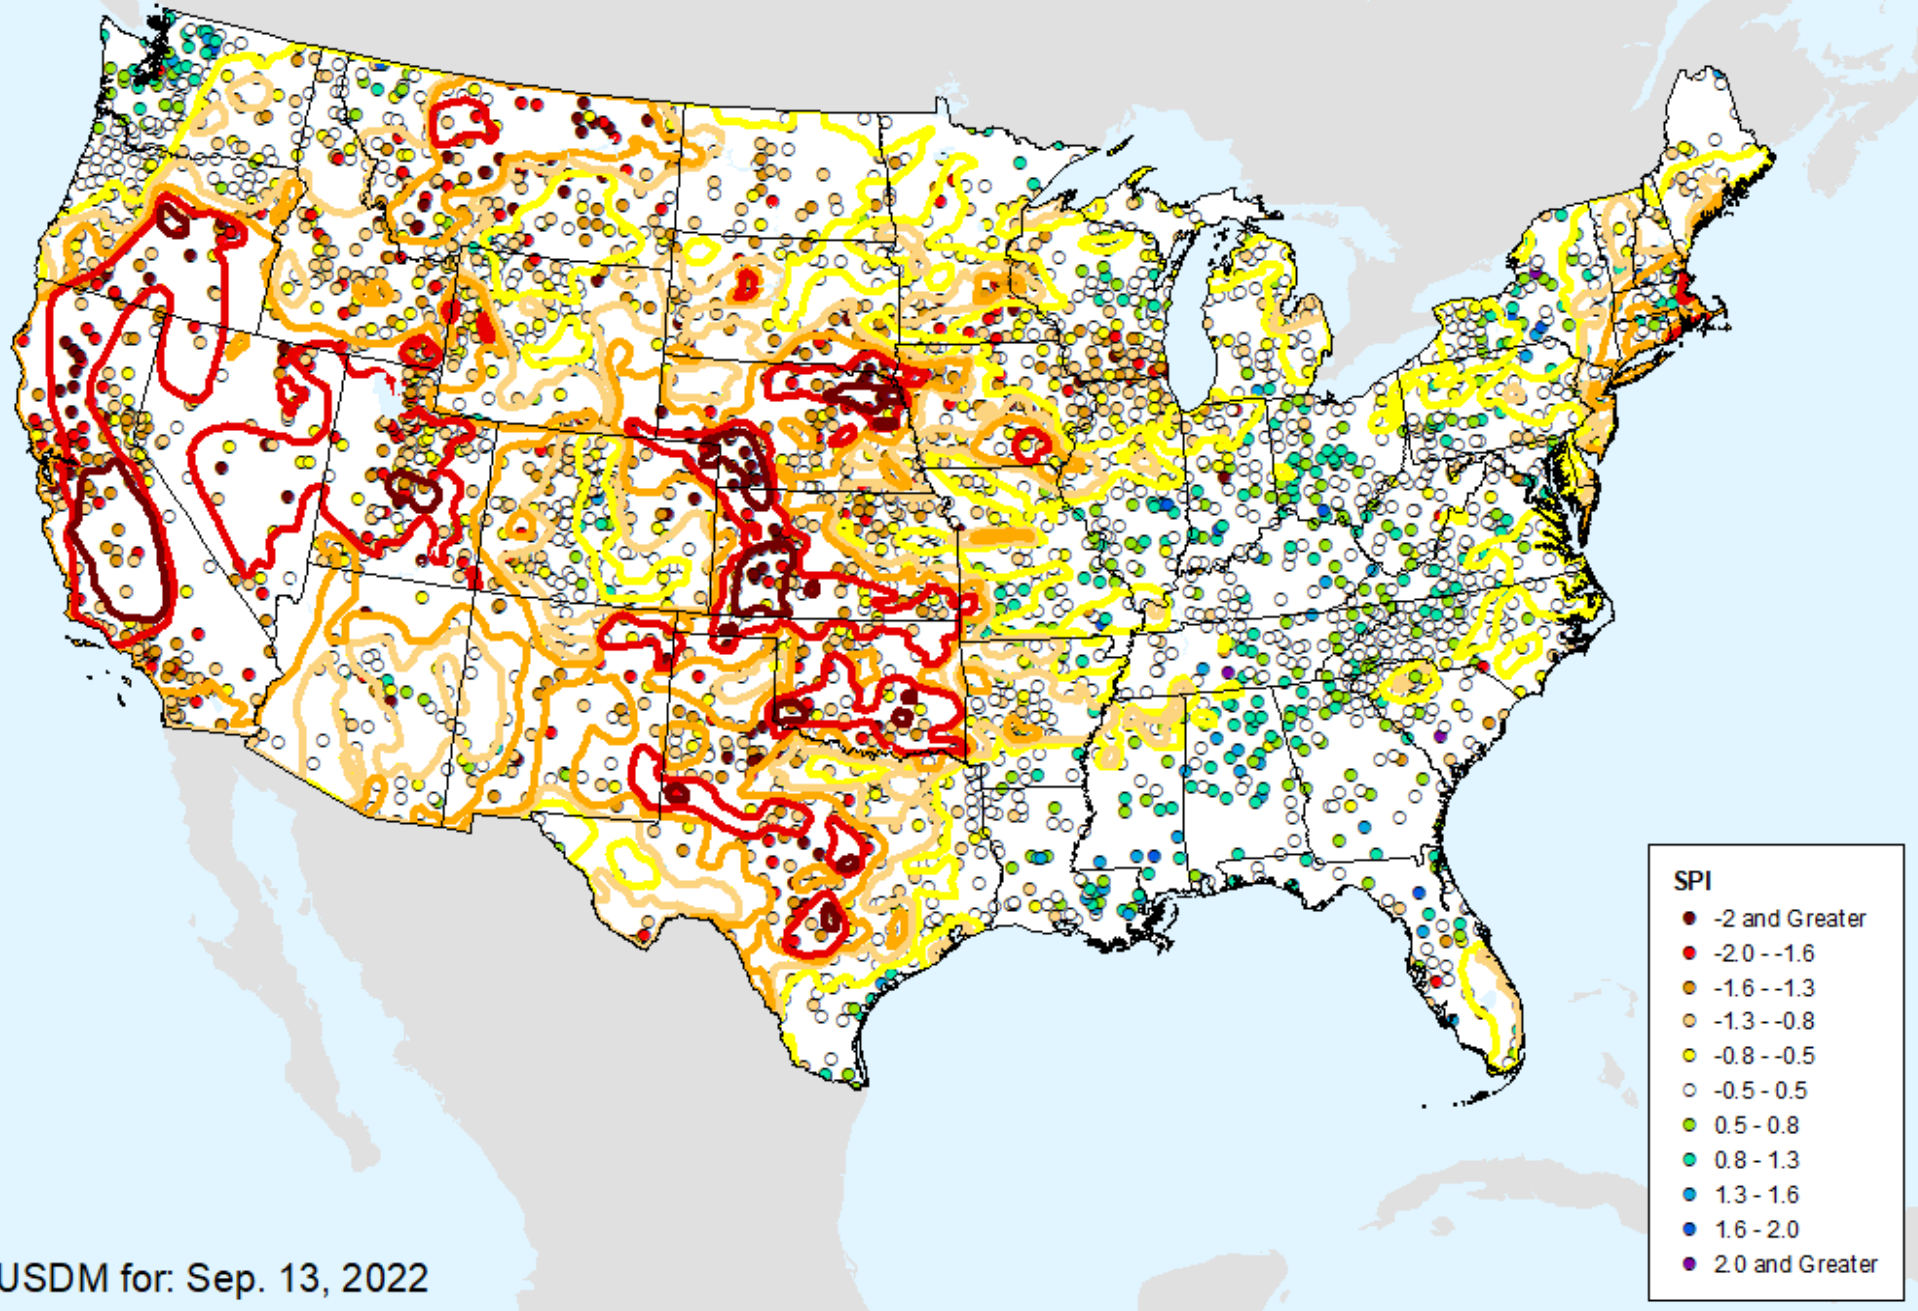 SPI
-2 and Greater
-2.0 - -1.6
-1.6 - -1.3
-1.3 - -0.8
-0.8 - -0.5
-0.5 - 0.5
0.5 - 0.8
0.8 - 1.3
1.3 - 1.6
1.6 - 2.0
2.0 and Greater
USDM for: Sep. 13, 2022